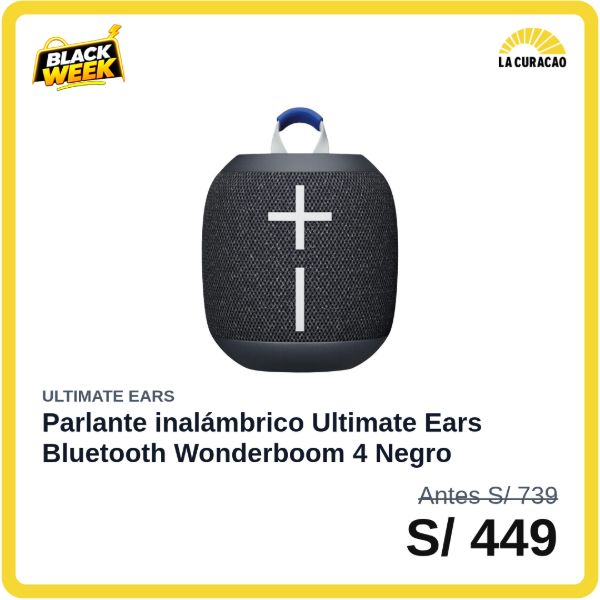 BLACK
WEEK
LA CURACAO
ULTIMATE EARS
Parlante inalámbrico Ultimate Ears
Bluetooth Wonderboom 4 Negro
Antes S/ 739
S/ 449